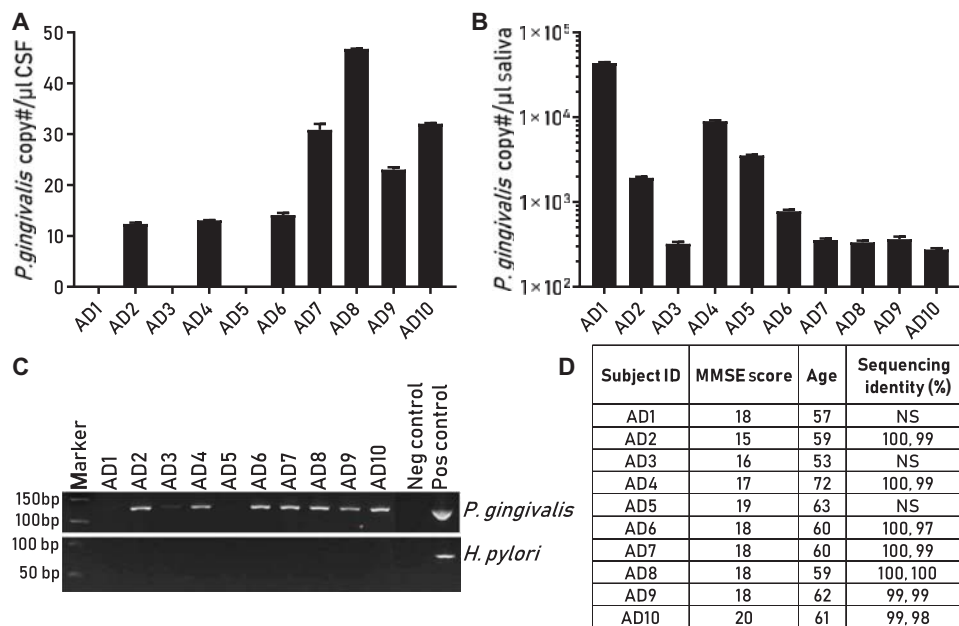 A
P.gingivalis copy#/µl CSF
50
40
30
20
10
0
AD1 AD2 AD3 AD4 AD5 AD6 AD7 AD8 AD9 AD10
B
P. gingivalis copy#/µl saliva
1×10⁵
1×10⁴
1×10³
1×10²
AD1 AD2 AD3 AD4 AD5 AD6 AD7 AD8 AD9 AD10
C
Marker AD1 AD2 AD3 AD4 AD5 AD6 AD7 AD8 AD9 AD10 Neg control Pos control
150bp
100bp
P. gingivalis
100 bp
50 bp
H. pylori
D
Subject ID MMSE score Age Sequencing identity (%)
AD1 18 57 NS
AD2 15 59 100, 99
AD3 16 53 NS
AD4 17 72 100, 99
AD5 19 63 NS
AD6 18 60 100, 97
AD7 18 60 100, 99
AD8 18 59 100, 100
AD9 18 62 99, 99
AD10 20 61 99, 98